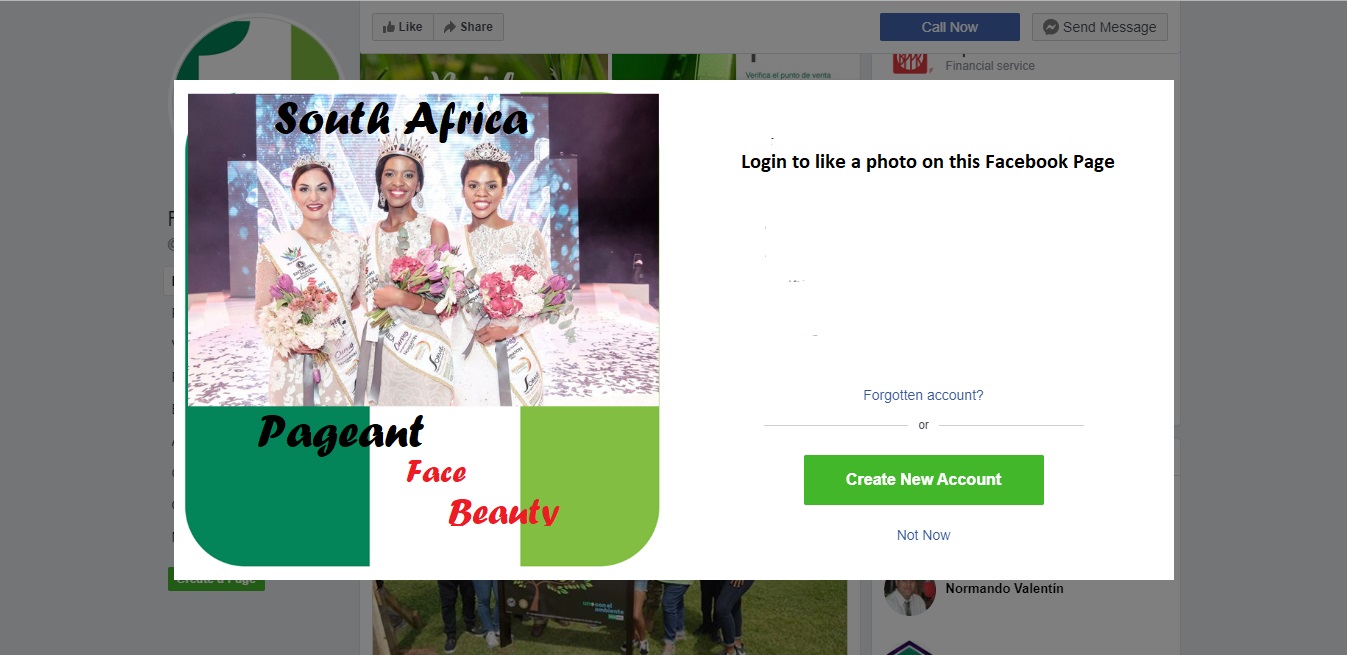 Like
Share
Call Now
Send Message
Verifica el punto de venta
Financial service
South Africa
Login to like a photo on this Facebook Page
Forgotten account?
or
Pageant
Face
Beauty
Create New Account
Not Now
Create a Page
Normando Valentín